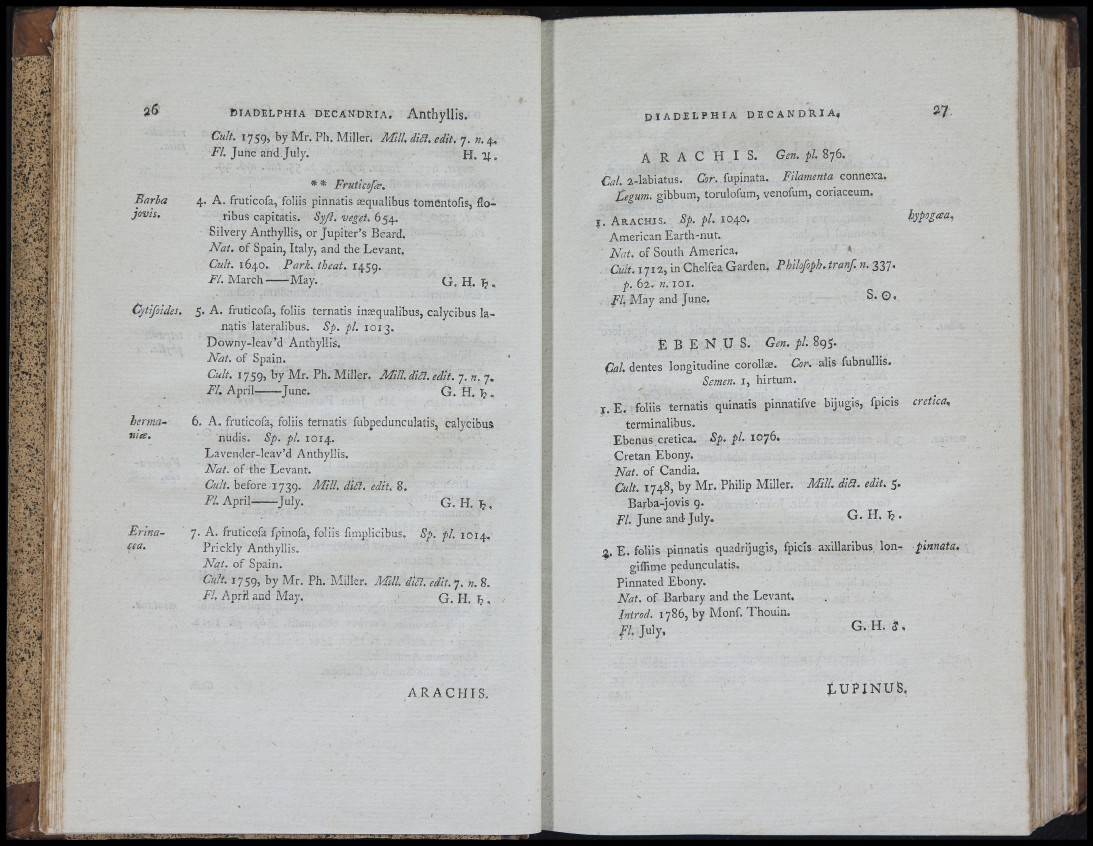 26 DIADELPHIA DECANDRIA. Anthyllis.
Cult. 1759, by Mr. Ph. Miller. Mill. dict. edit. 7. n. 4.
Fl. June and July. H. ♃.
** Fruticoſæ.
Barba jovis. 4. A. fruticoſa, foliis pinnatis æqualibus tomentoſis, flo-
ribus capitatis. Syſt. veget. 654.
Silvery Anthyllis, or Jupiter's Beard.
Nat. of Spain, Italy, and the Levant.
Cult. 1640. Park. theat. 1459.
Fl. March——May. G. H. ♄.
Cytiſoides. 5. A. fruticoſa, foliis ternatis inæqualibus, calycibus la-
natis lateralibus. Sp. pl. 1013.
Downy-leav'd Anthyllis.
Nat. of Spain.
Cult. 1759, by Mr. Ph. Miller. Mill. dict. edit. 7. n. 7.
Fl. April——June. G. H. ♄.
herma-
niæ. 6. A. fruticoſa, foliis ternatis ſubpedunculatis, calycibus
nudis. Sp. pl. 1014.
Lavender-leav'd Anthyllis.
Nat. of the Levant.
Cult. before 1739. Mill. dict. edit. 8.
Fl. April——July. G. H. ♄.
Erina-
cea. 7. A. fruticoſa ſpinoſa, foliis ſimplicibus. Sp. pl. 1014.
Prickly Anthyllis.
Nat. of Spain.
Cult. 1759, by Mr. Ph. Miller. Mill. dict. edit. 7. n. 8.
Fl. April and May. G. H. ♄.
ARACHIS.
DIADELPHIA DECANDRIA. 27
ARACHIS. Gen. pl. 876.
Cal. 2-labiatus. Cor. ſupinata. Filamenta connexa.
Legum. gibbum, toruloſum, venoſum, coriaceum.
1. ARACHIS. Sp. pl. 1040. hypogæa.
American Earth-nut.
Nat. of South America.
Cult. 1712, in Chelſea Garden. Philoſoph. tranſ. n. 337.
p. 62. n. 101.
Fl. May and June. S. ☉.
EBENUS. Gen. pl. 895.
Cal. dentes longitudine corollæ. Cor. alis ſubnullis.
Semen. 1, hirtum.
1. E. foliis ternatis quinatis pinnatiſve bijugis, ſpicis cretica.
terminalibus.
Ebenus cretica. Sp. pl. 1076.
Cretan Ebony.
Nat. of Candia.
Cult. 1748, by Mr. Philip Miller. Mill. dict. edit. 5.
Barba-jovis 9.
Fl. June and July. G. H. ♄.
2. E. foliis pinnatis quadrijugis, ſpicis axillaribus lon- pinnata.
giſſime pedunculatis.
Pinnated Ebony.
Nat. of Barbary and the Levant.
Introd. 1786, by Monſ. Thouin.
Fl. July. G. H. ♂.
LUPINUS.